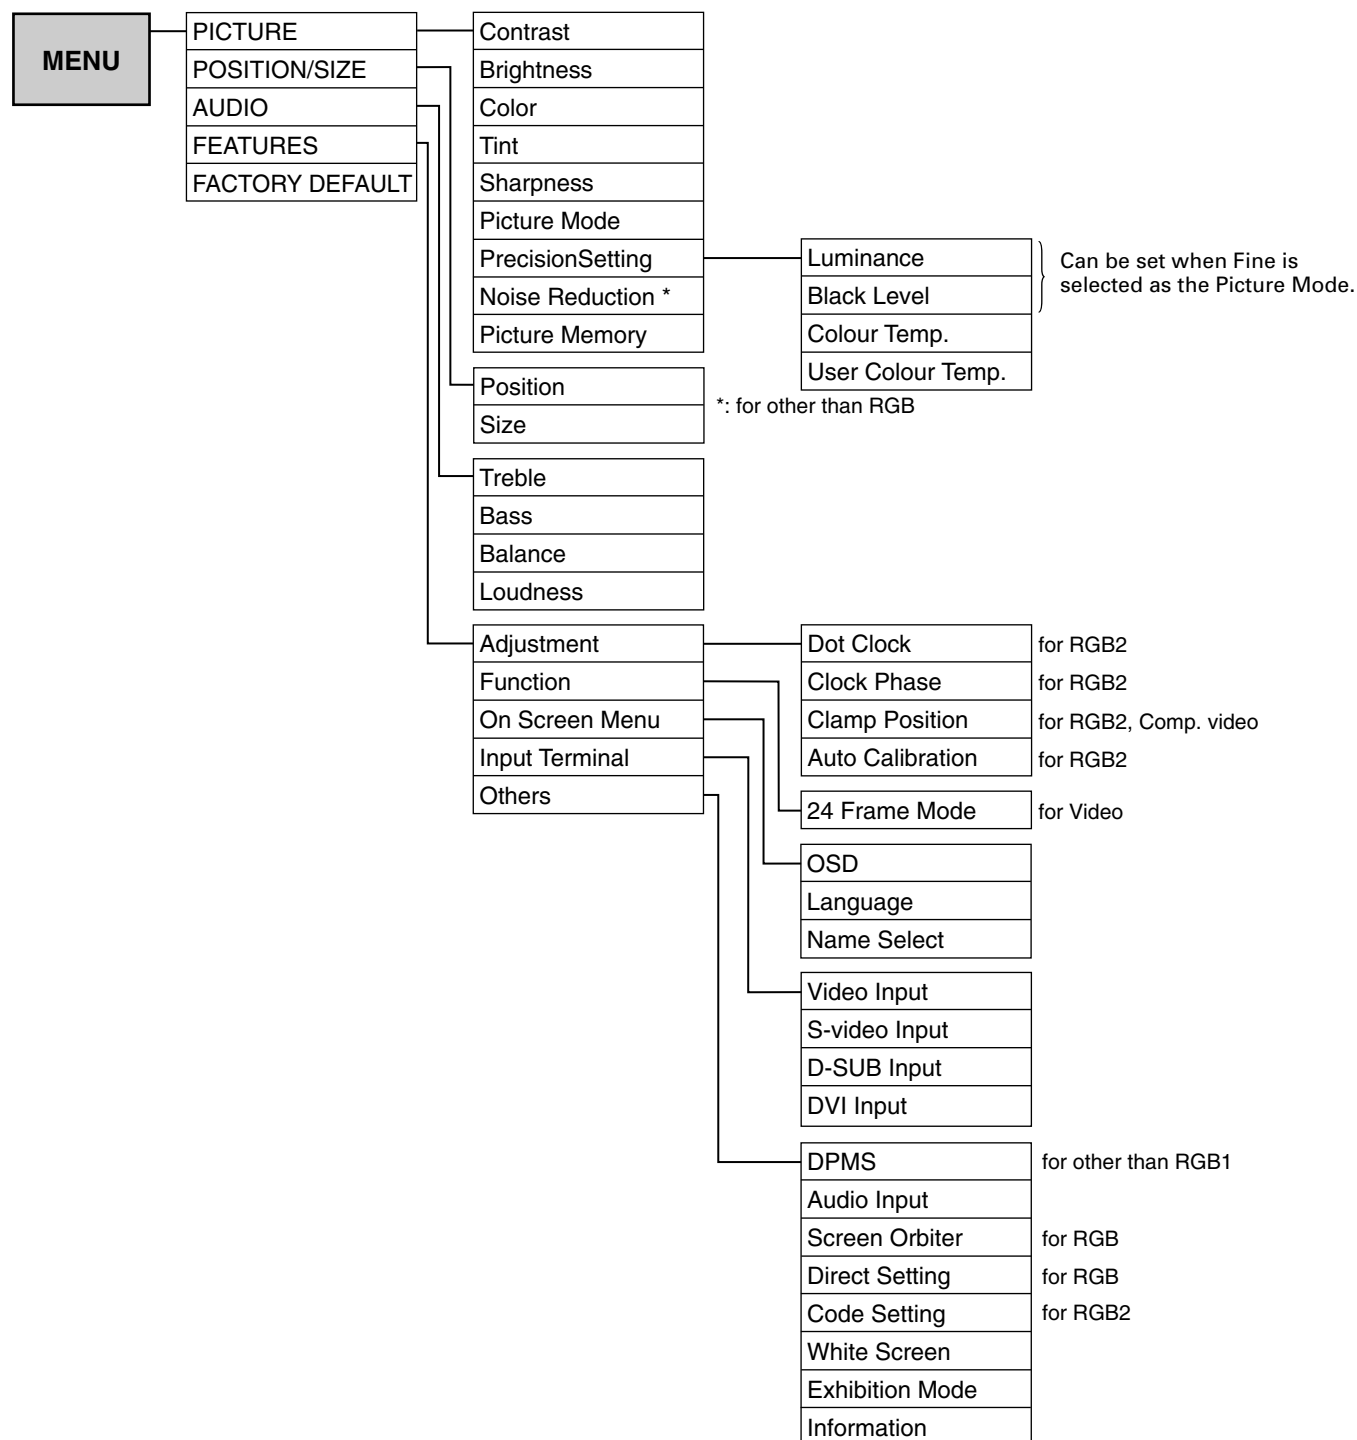 MENU
PICTURE
POSITION/SIZE
AUDIO
FEATURES
FACTORY DEFAULT
Contrast
Brightness
Color
Tint
Sharpness
Picture Mode
PrecisionSetting
Noise Reduction *
Picture Memory
Luminance
Black Level
Colour Temp.
User Colour Temp.
Can be set when Fine is
selected as the Picture Mode.
*: for other than RGB
Position
Size
Treble
Bass
Balance
Loudness
Adjustment
Function
On Screen Menu
Input Terminal
Others
Dot Clock for RGB2
Clock Phase for RGB2
Clamp Position for RGB2, Comp. video
Auto Calibration for RGB2
24 Frame Mode for Video
OSD
Language
Name Select
Video Input
S-video Input
D-SUB Input
DVI Input
DPMS for other than RGB1
Audio Input
Screen Orbiter for RGB
Direct Setting for RGB
Code Setting for RGB2
White Screen
Exhibition Mode
Information